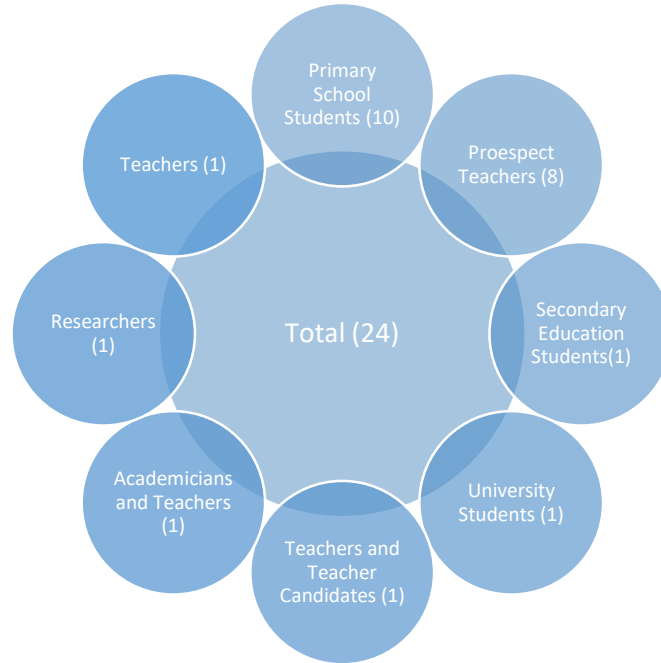 Primary
School
Students (10)
Proespect
Teachers (8)
Secondary
Education
Students(1)
University
Students (1)
Teachers and
Teacher
Candidates (1)
Academicians
and Teachers
(1)
Researchers
(1)
Teachers (1)
Total (24)